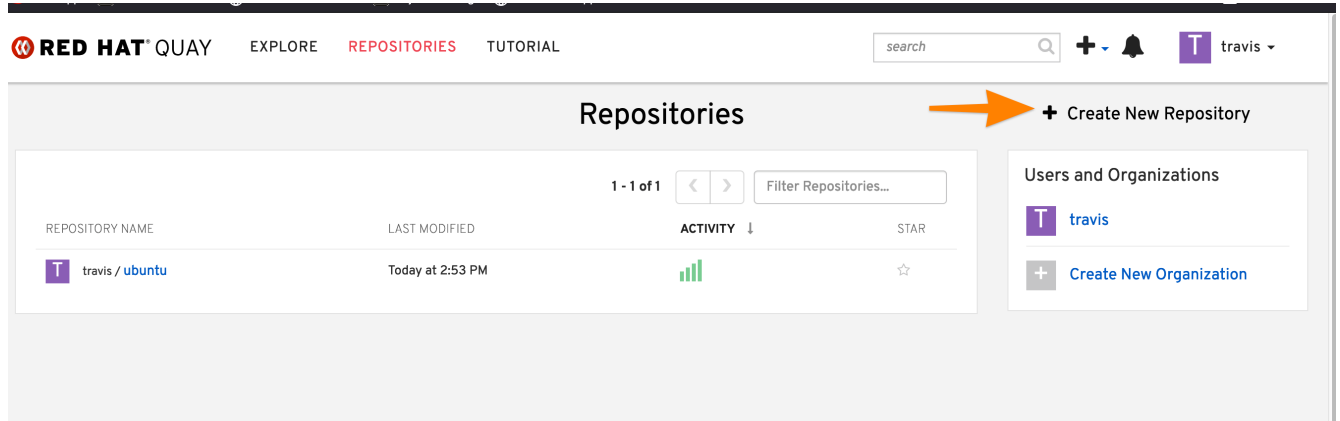 RED HAT® QUAY EXPLORE REPOSITORIES TUTORIAL search T travis
Repositories Create New Repository
1 - 1 of 1 Filter Repositories...
REPOSITORY NAME LAST MODIFIED ACTIVITY STAR
T travis / ubuntu Today at 2:53 PM
Users and Organizations
T travis
Create New Organization